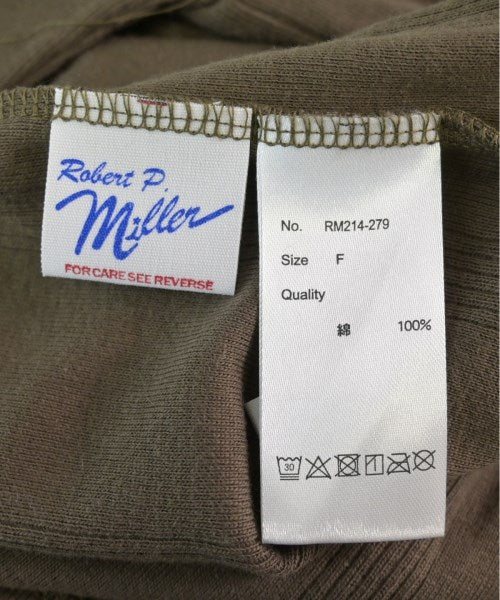 Robert P.
Miller
FOR CARE SEE REVERSE
No. RM214-279
Size F
Quality
綿 100%
30